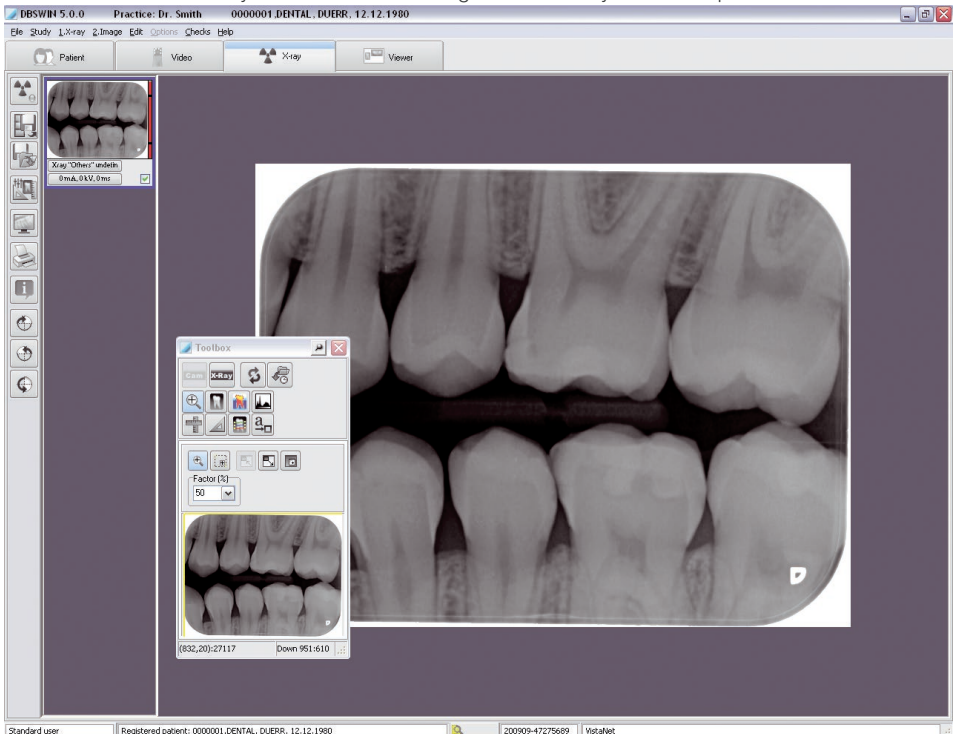 DBSWIN 5.0.0 Practice: Dr. Smith 0000001,DENTAL, DUERR, 12.12.1980
File Study 1.X-ray 2.Image Edit Options Checks Help
Patient Video X-ray Viewer
Xray "Others" undefin
0mA,0kV,0ms
Toolbox
Cam X-Ray
a
Factor (%)
50
(832,20):27117 Down 951:610
Standard user Registered patient: 0000001,DENTAL, DUERR, 12.12.1980 200909-47275689 VistaNet